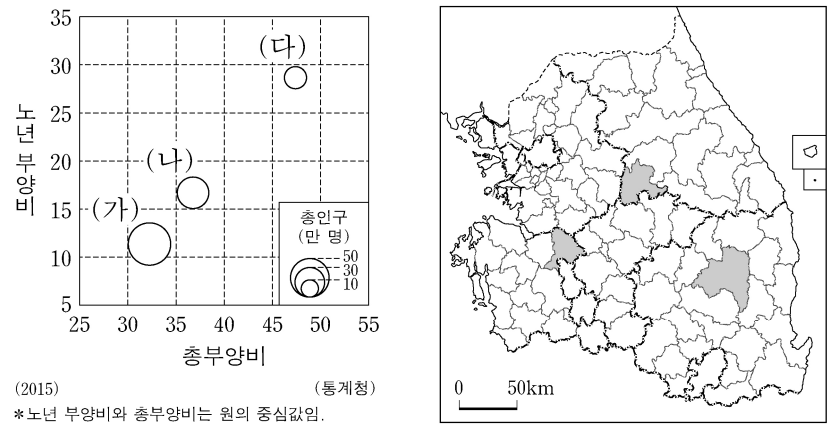 35
30
25
20
15
10
5
노년 부양비
(다)
(나)
(가)
총인구
(만 명)
50
30
10
25 30 35 40 45 50 55
총부양비
(2015) (통계청)
*노년 부양비와 총부양비는 원의 중심값임.
0 50km